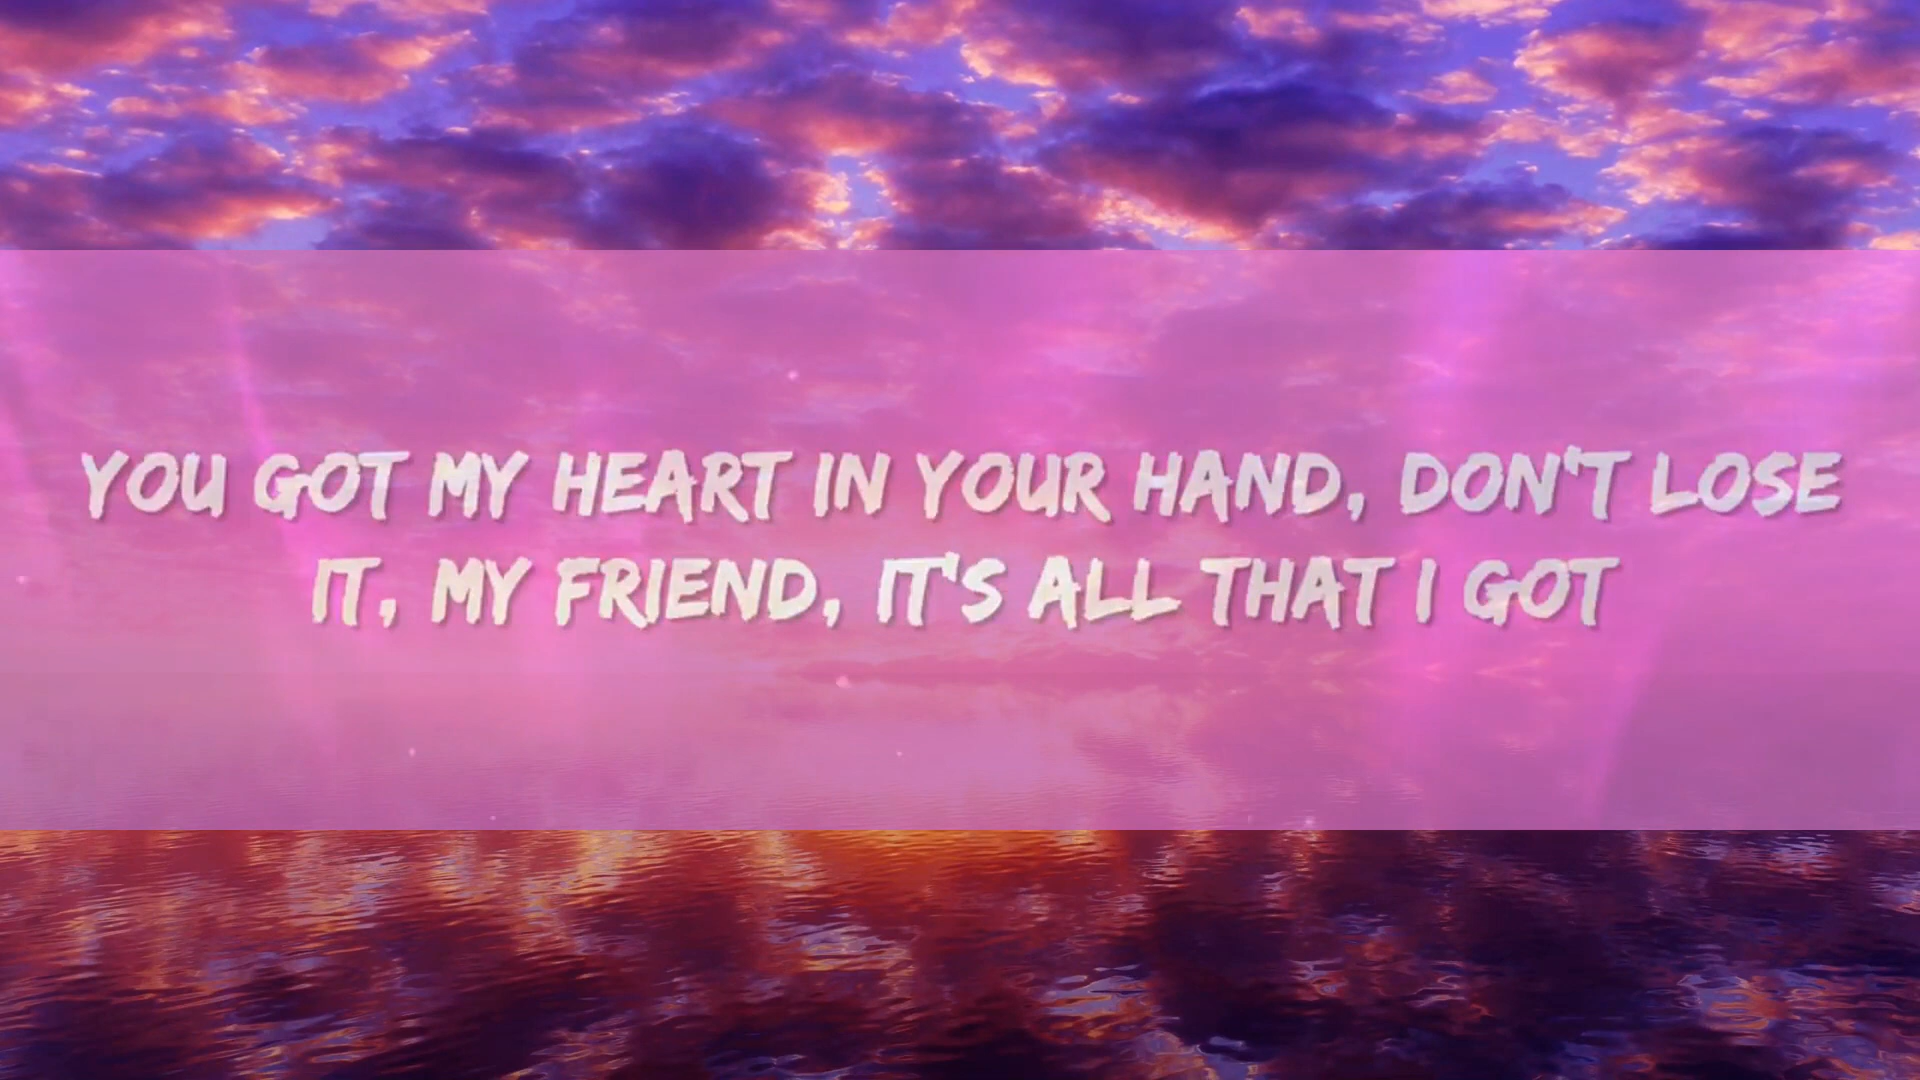 YOU GOT MY HEART IN YOUR HAND, DON'T LOSE
IT, MY FRIEND, IT'S ALL THAT I GOT